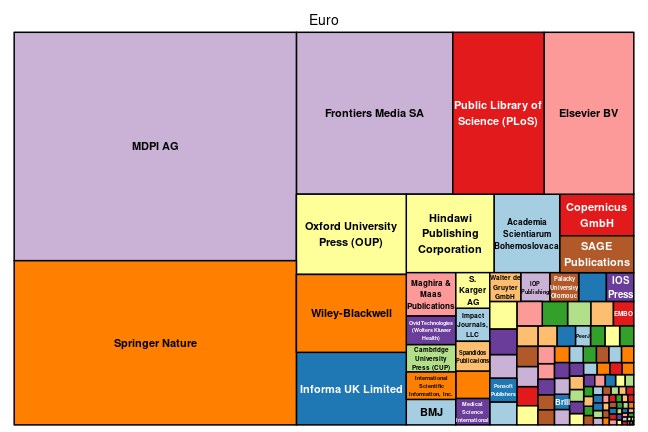 Euro
MDPI AG
Springer Nature
Frontiers Media SA
Public Library of
Science (PLoS)
Elsevier BV
Oxford University
Press (OUP)
Hindawi
Publishing
Corporation
Academia
Scientiarum
Bohemoslovaca
Copernicus
GmbH
SAGE
Publications
Wiley-Blackwell
Informa UK Limited
Maghira &
Maas
Publications
S.
Karger
AG
Walter de
Gruyter
GmbH
IOP
Publishing
Palacky
University
Olomouc
IOS
Press
Ovid Technologies
(Wolters Kluwer
Health)
Impact
Journals,
LLC
EMBO
PeerJ
Cambridge
University
Press (CUP)
Spandidos
Publications
International
Scientific
Information, Inc.
Pensoft
Publishers
BMJ
Medical
Science
International
Brill